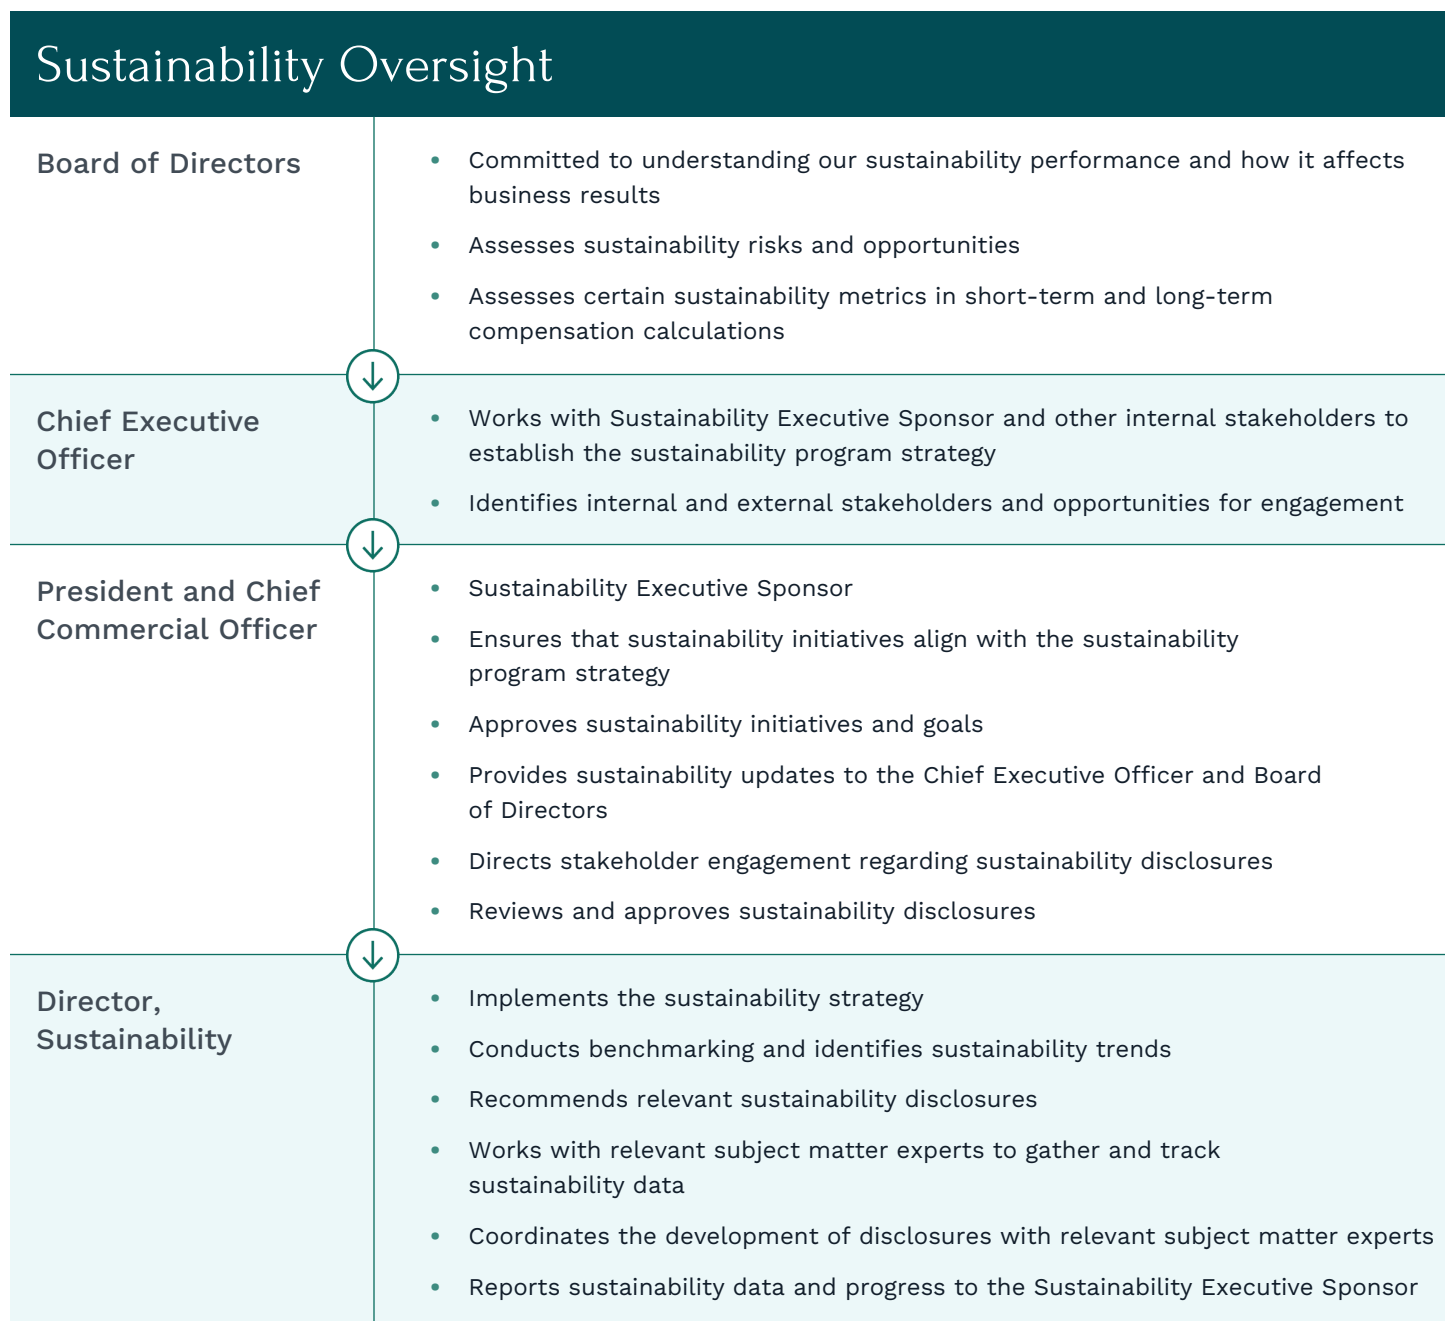 Sustainability Oversight
Board of Directors
• Committed to understanding our sustainability performance and how it affects
business results
• Assesses sustainability risks and opportunities
• Assesses certain sustainability metrics in short-term and long-term
compensation calculations
Chief Executive
Officer
• Works with Sustainability Executive Sponsor and other internal stakeholders to
establish the sustainability program strategy
• Identifies internal and external stakeholders and opportunities for engagement
President and Chief
Commercial Officer
• Sustainability Executive Sponsor
• Ensures that sustainability initiatives align with the sustainability
program strategy
• Approves sustainability initiatives and goals
• Provides sustainability updates to the Chief Executive Officer and Board
of Directors
• Directs stakeholder engagement regarding sustainability disclosures
• Reviews and approves sustainability disclosures
Director,
Sustainability
• Implements the sustainability strategy
• Conducts benchmarking and identifies sustainability trends
• Recommends relevant sustainability disclosures
• Works with relevant subject matter experts to gather and track
sustainability data
• Coordinates the development of disclosures with relevant subject matter experts
• Reports sustainability data and progress to the Sustainability Executive Sponsor